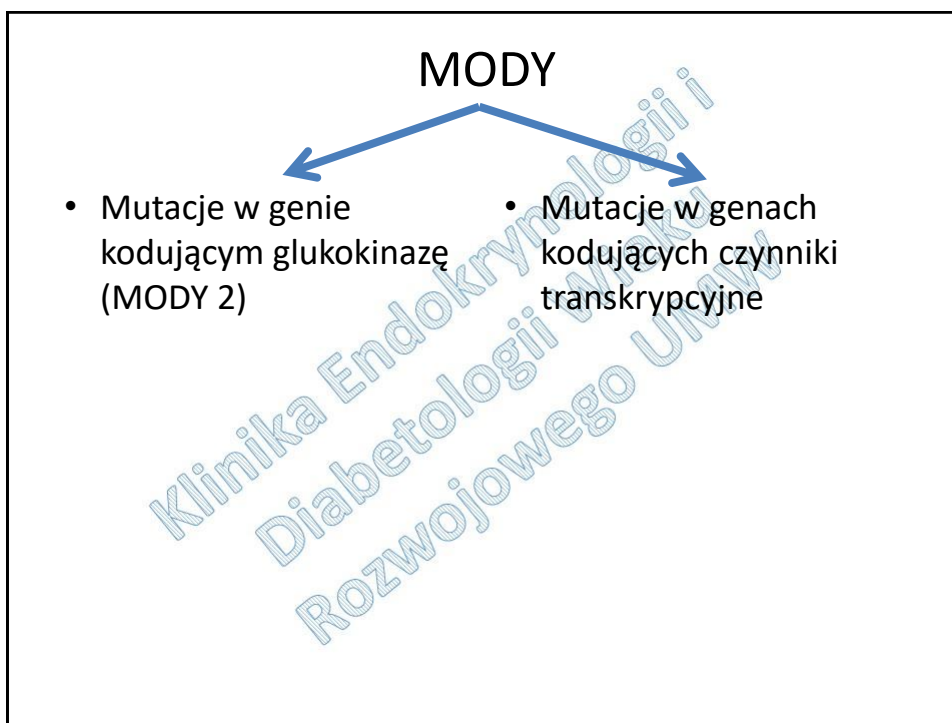 MODY
• Mutacje w genie
kodującym glukokinazę
(MODY 2)
• Mutacje w genach
kodujących czynniki
transkrypcyjne
Klinika Endokrynologii i
Diabetologii Wieku
Rozwojowego UMW